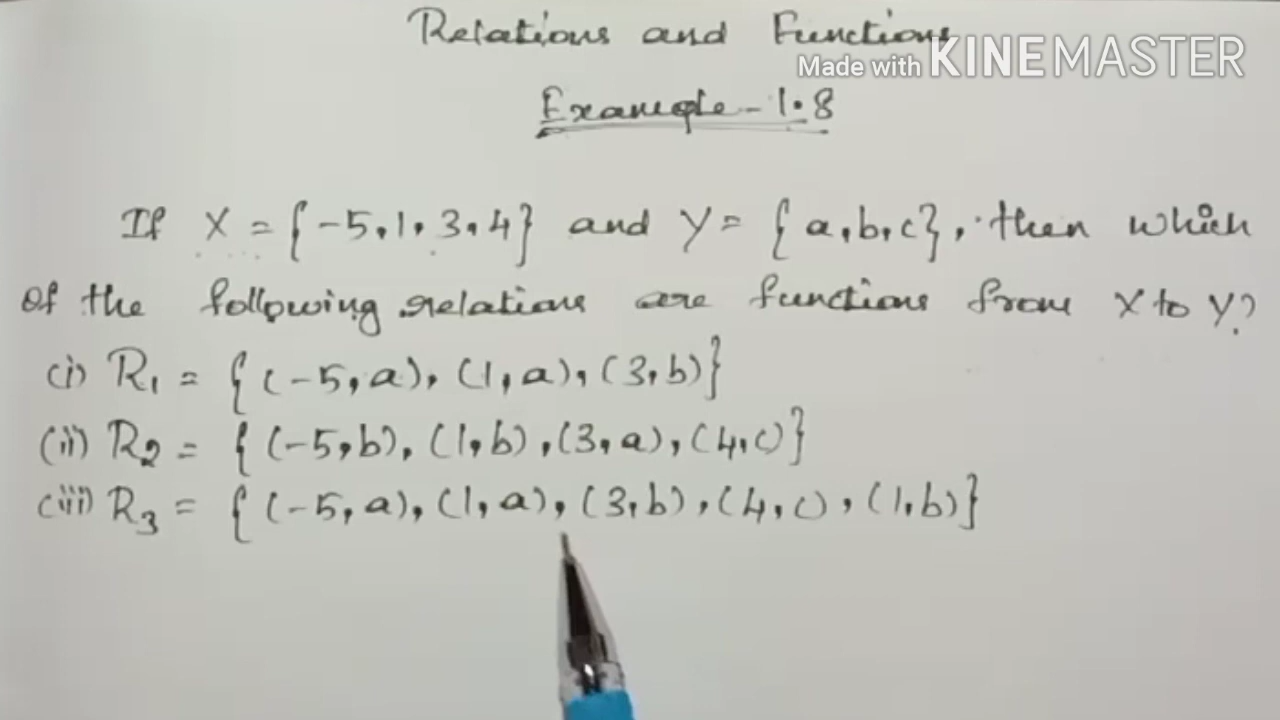 Relations and Functions
Made with KINEMASTER
Example - 1.8
If X = {-5, 1, 3, 4} and Y = {a, b, c}, then which
of the following relations are functions from X to Y?
(i) R₁ = {(-5, a), (1, a), (3, b)}
(ii) R₂ = {(-5, b), (1, b), (3, a), (4, c)}
(iii) R₃ = {(-5, a), (1, a), (3, b), (4, c), (1, b)}